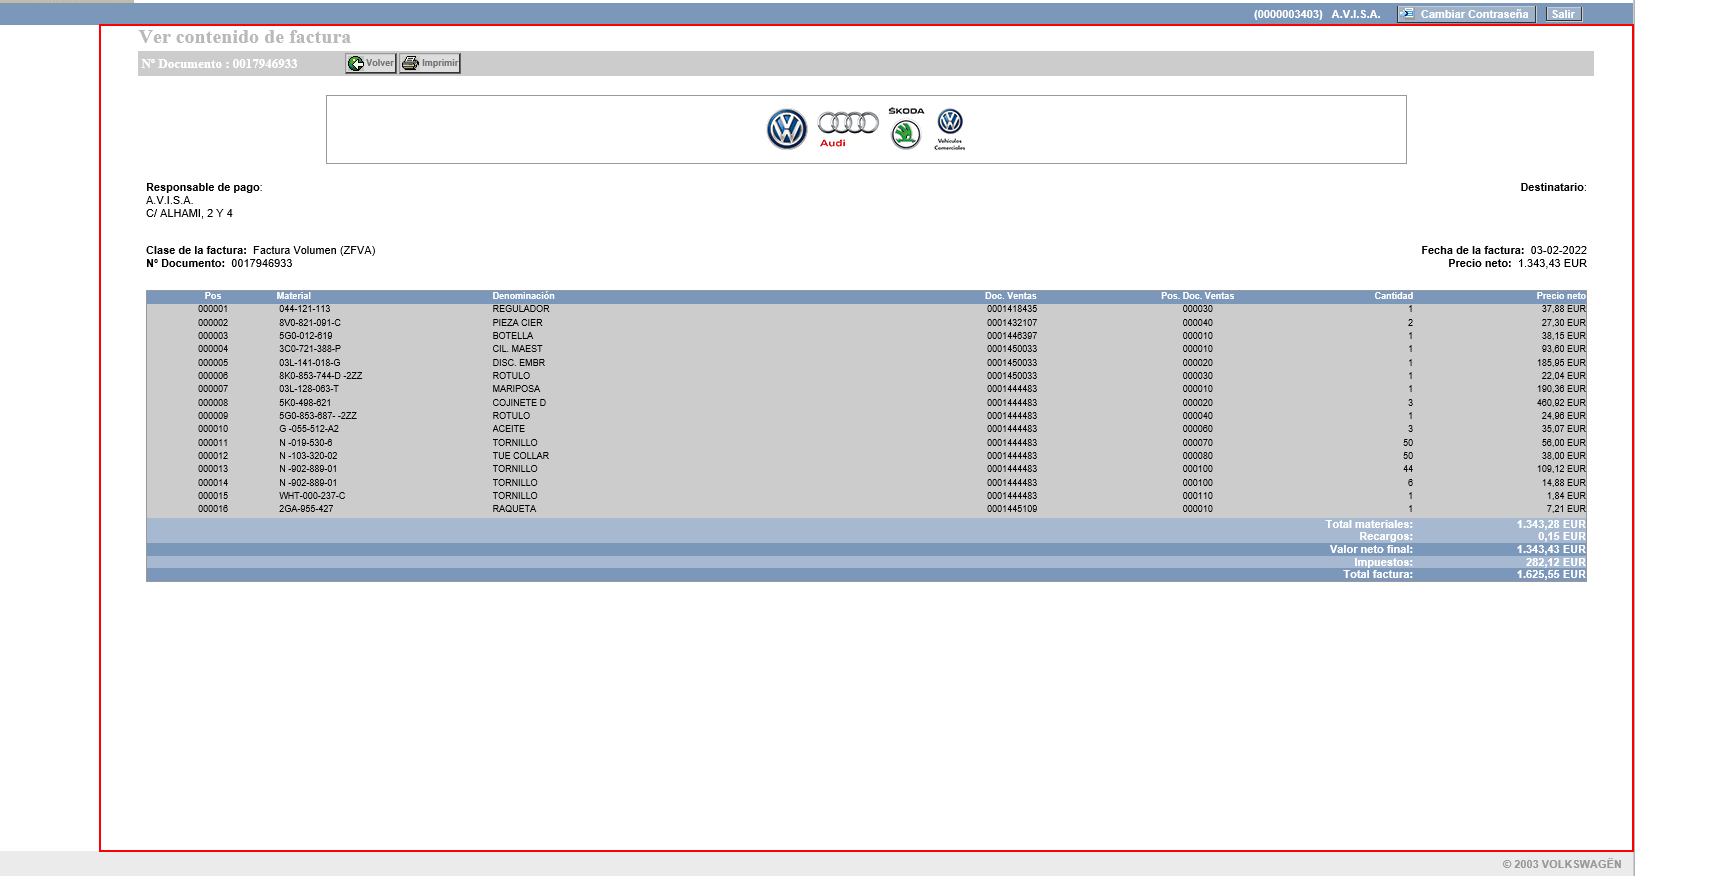 (0000003403) A.V.I.S.A. Cambiar Contraseña Salir
Ver contenido de factura
Nº Documento : 0017946933 Volver Imprimir
ŠKODA
Audi
Vehículos
Comerciales
Responsable de pago: Destinatario:
A.V.I.S.A.
C/ ALHAMI, 2 Y 4
Clase de la factura: Factura Volumen (ZFVA) Fecha de la factura: 03-02-2022
Nº Documento: 0017946933 Precio neto: 1.343,43 EUR
Pos Material Denominación Doc. Ventas Pos. Doc. Ventas Cantidad Precio neto
000001 044-121-113 REGULADOR 0001418435 000030 1 37,88 EUR
000002 8V0-821-091-C PIEZA CIER 0001432107 000040 2 27,30 EUR
000003 5G0-012-619 BOTELLA 0001446397 000010 1 38,15 EUR
000004 3C0-721-388-P CIL. MAEST 0001450033 000010 1 93,60 EUR
000005 03L-141-018-G DISC. EMBR 0001450033 000020 1 185,95 EUR
000006 8K0-853-744-D -2ZZ ROTULO 0001450033 000030 1 22,04 EUR
000007 03L-128-063-T MARIPOSA 0001444483 000010 1 190,36 EUR
000008 5K0-498-621 COJINETE D 0001444483 000020 3 460,92 EUR
000009 5G0-853-687- -2ZZ ROTULO 0001444483 000040 1 24,96 EUR
000010 G -055-512-A2 ACEITE 0001444483 000060 3 35,07 EUR
000011 N -019-530-6 TORNILLO 0001444483 000070 50 56,00 EUR
000012 N -103-320-02 TUE COLLAR 0001444483 000080 50 38,00 EUR
000013 N -902-889-01 TORNILLO 0001444483 000100 44 109,12 EUR
000014 N -902-889-01 TORNILLO 0001444483 000100 6 14,88 EUR
000015 WHT-000-237-C TORNILLO 0001444483 000110 1 1,84 EUR
000016 2GA-955-427 RAQUETA 0001445109 000010 1 7,21 EUR
Total materiales: 1.343,28 EUR
Recargos: 0,15 EUR
Valor neto final: 1.343,43 EUR
Impuestos: 282,12 EUR
Total factura: 1.625,55 EUR
© 2003 VOLKSWAGËN